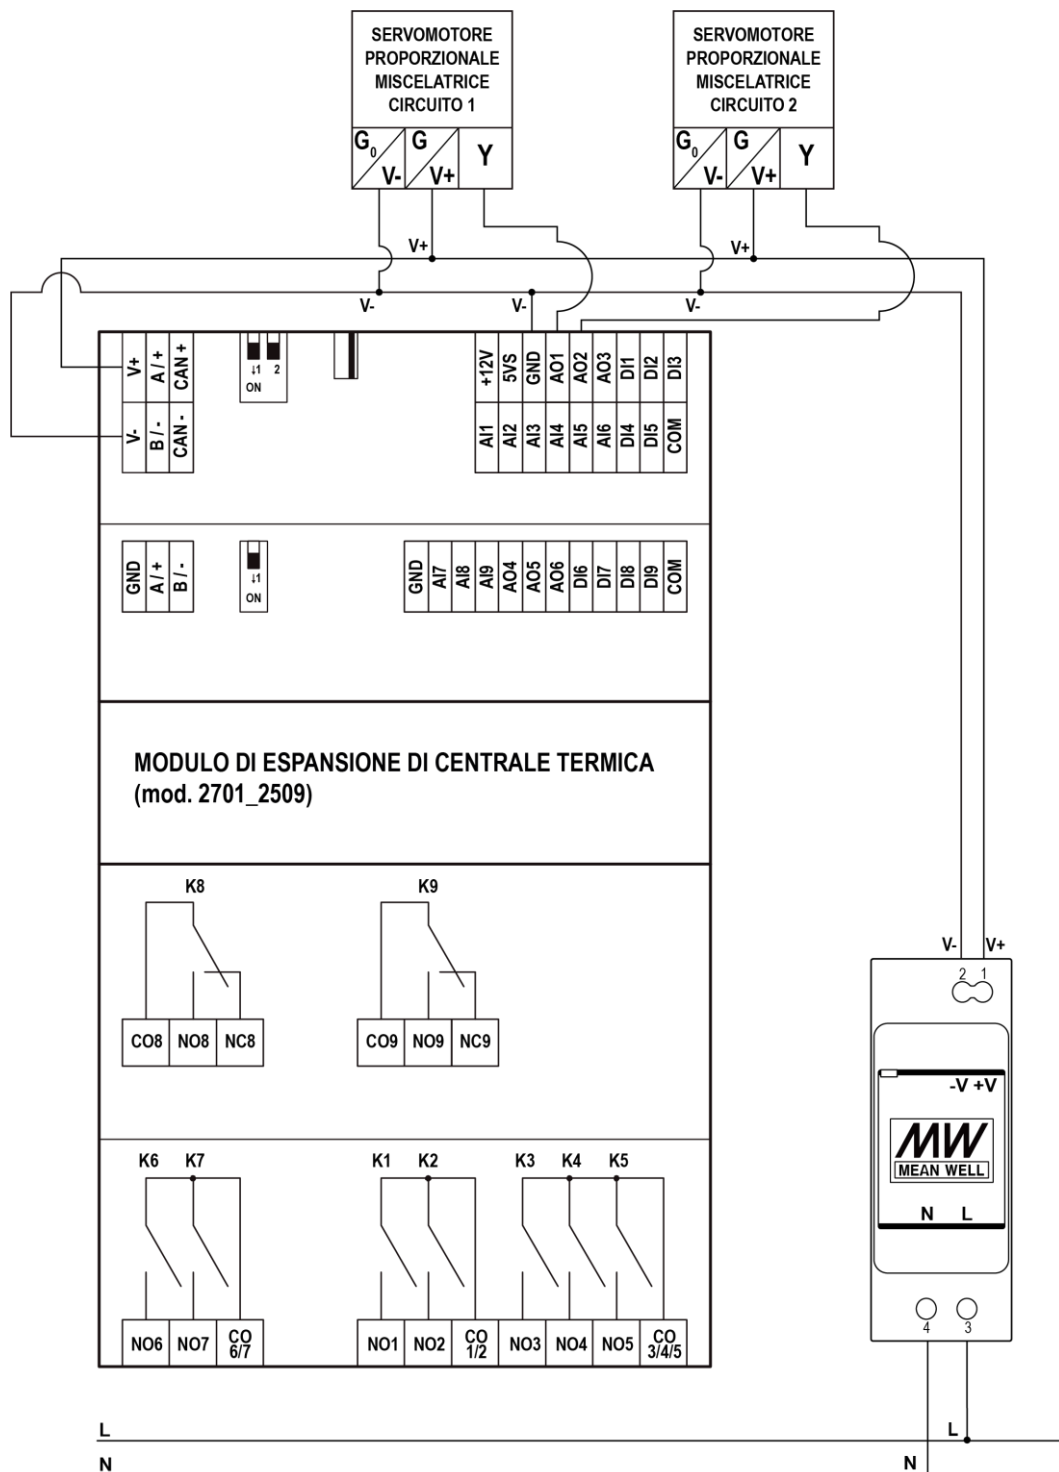 SERVOMOTORE
PROPORZIONALE
MISCELATRICE
CIRCUITO 1
G0 V- G V+ Y
SERVOMOTORE
PROPORZIONALE
MISCELATRICE
CIRCUITO 2
G0 V- G V+ Y
V+ V+
V- V- V-
V+ A / + CAN +
↓1 2
ON
+12V 5VS GND AO1 AO2 AO3 DI1 DI2 DI3
V- B / - CAN -
AI1 AI2 AI3 AI4 AI5 AI6 DI4 DI5 COM
GND A / + B / -
↓1
ON
GND AI7 AI8 AI9 AO4 AO5 AO6 DI6 DI7 DI8 DI9 COM
MODULO DI ESPANSIONE DI CENTRALE TERMICA
(mod. 2701_2509)
K8 K9
CO8 NO8 NC8 CO9 NO9 NC9
K6 K7 K1 K2 K3 K4 K5
NO6 NO7 CO 6/7 NO1 NO2 CO 1/2 NO3 NO4 NO5 CO 3/4/5
V- V+
2 1
-V +V
MW
MEAN WELL
N L
4 3
L L
N N